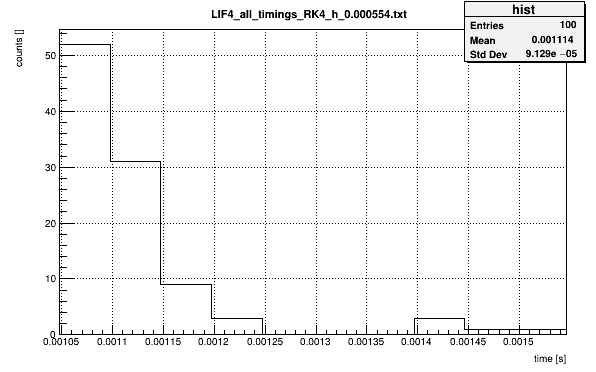 LIF4_all_timings_RK4_h_0.000554.txt
hist
Entries 100
Mean 0.001114
Std Dev 9.129e −05
counts []
50
40
30
20
10
0
0.00105 0.0011 0.00115 0.0012 0.00125 0.0013 0.00135 0.0014 0.00145 0.0015
time [s]